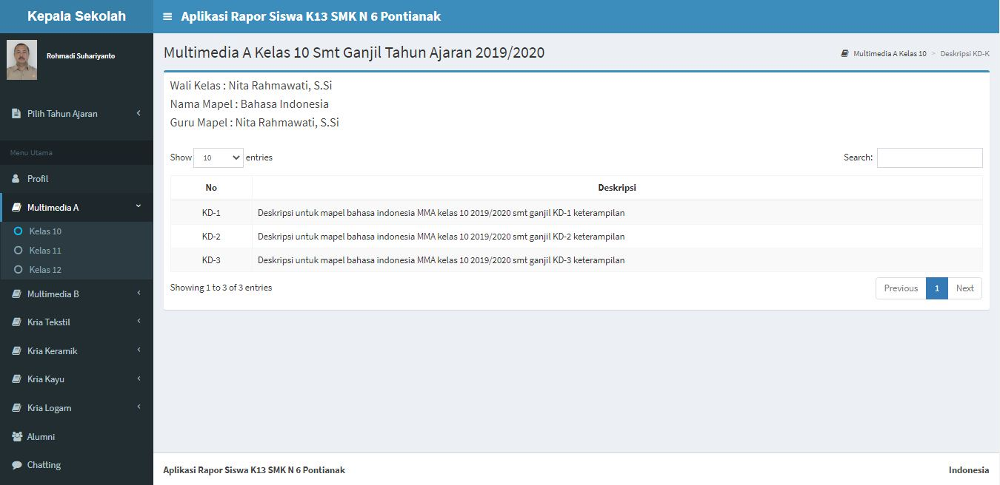 Kepala Sekolah
Aplikasi Rapor Siswa K13 SMK N 6 Pontianak
Rohmadi Suhariyanto
Pilih Tahun Ajaran
Menu Utama
Profil
Multimedia A
Kelas 10
Kelas 11
Kelas 12
Multimedia B
Kria Tekstil
Kria Keramik
Kria Kayu
Kria Logam
Alumni
Chatting
Multimedia A Kelas 10 Smt Ganjil Tahun Ajaran 2019/2020
Multimedia A Kelas 10 > Deskripsi KD-K
Wali Kelas : Nita Rahmawati, S.Si
Nama Mapel : Bahasa Indonesia
Guru Mapel : Nita Rahmawati, S.Si
Show 10 entries
Search:
No Deskripsi
KD-1 Deskripsi untuk mapel bahasa indonesia MMA kelas 10 2019/2020 smt ganjil KD-1 keterampilan
KD-2 Deskripsi untuk mapel bahasa indonesia MMA kelas 10 2019/2020 smt ganjil KD-2 keterampilan
KD-3 Deskripsi untuk mapel bahasa indonesia MMA kelas 10 2019/2020 smt ganjil KD-3 keterampilan
Showing 1 to 3 of 3 entries
Previous 1 Next
Aplikasi Rapor Siswa K13 SMK N 6 Pontianak
Indonesia